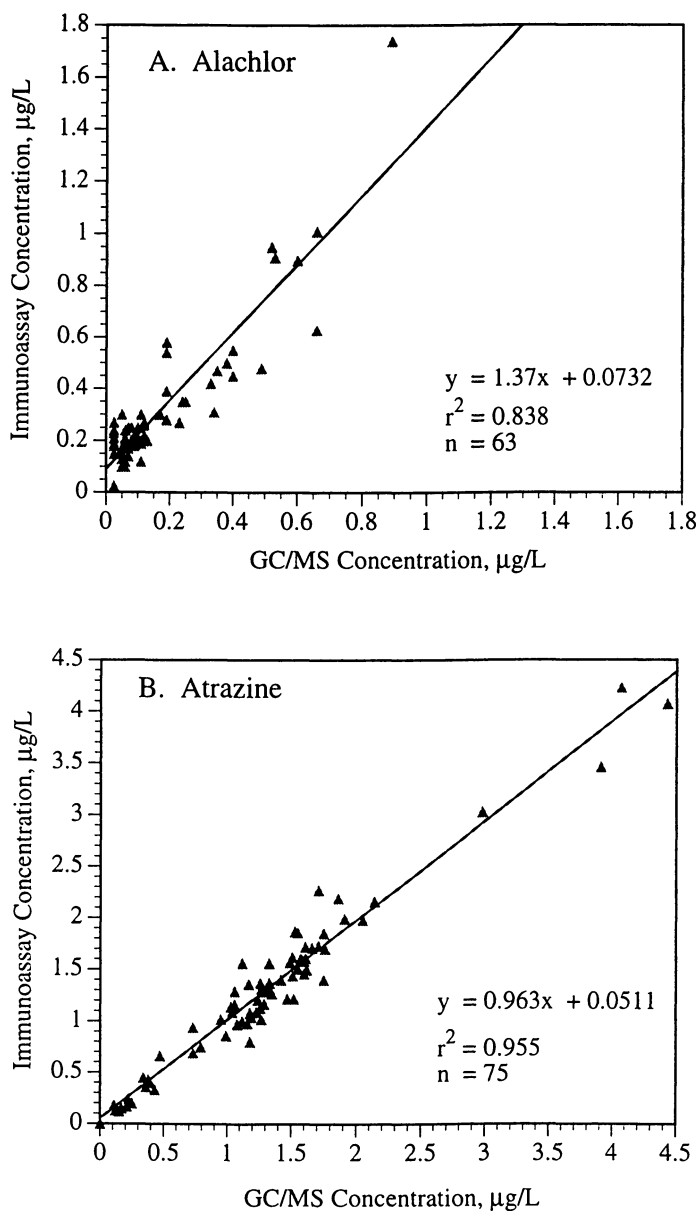 1.8
A. Alachlor
1.6
1.4
1.2
1
0.8
0.6
0.4
0.2
0
Immunoassay Concentration, µg/L
y = 1.37x + 0.0732
r² = 0.838
n = 63
0 0.2 0.4 0.6 0.8 1 1.2 1.4 1.6 1.8
GC/MS Concentration, µg/L
4.5
B. Atrazine
4
3.5
3
2.5
2
1.5
1
0.5
0
Immunoassay Concentration, µg/L
y = 0.963x + 0.0511
r² = 0.955
n = 75
0 0.5 1 1.5 2 2.5 3 3.5 4 4.5
GC/MS Concentration, µg/L